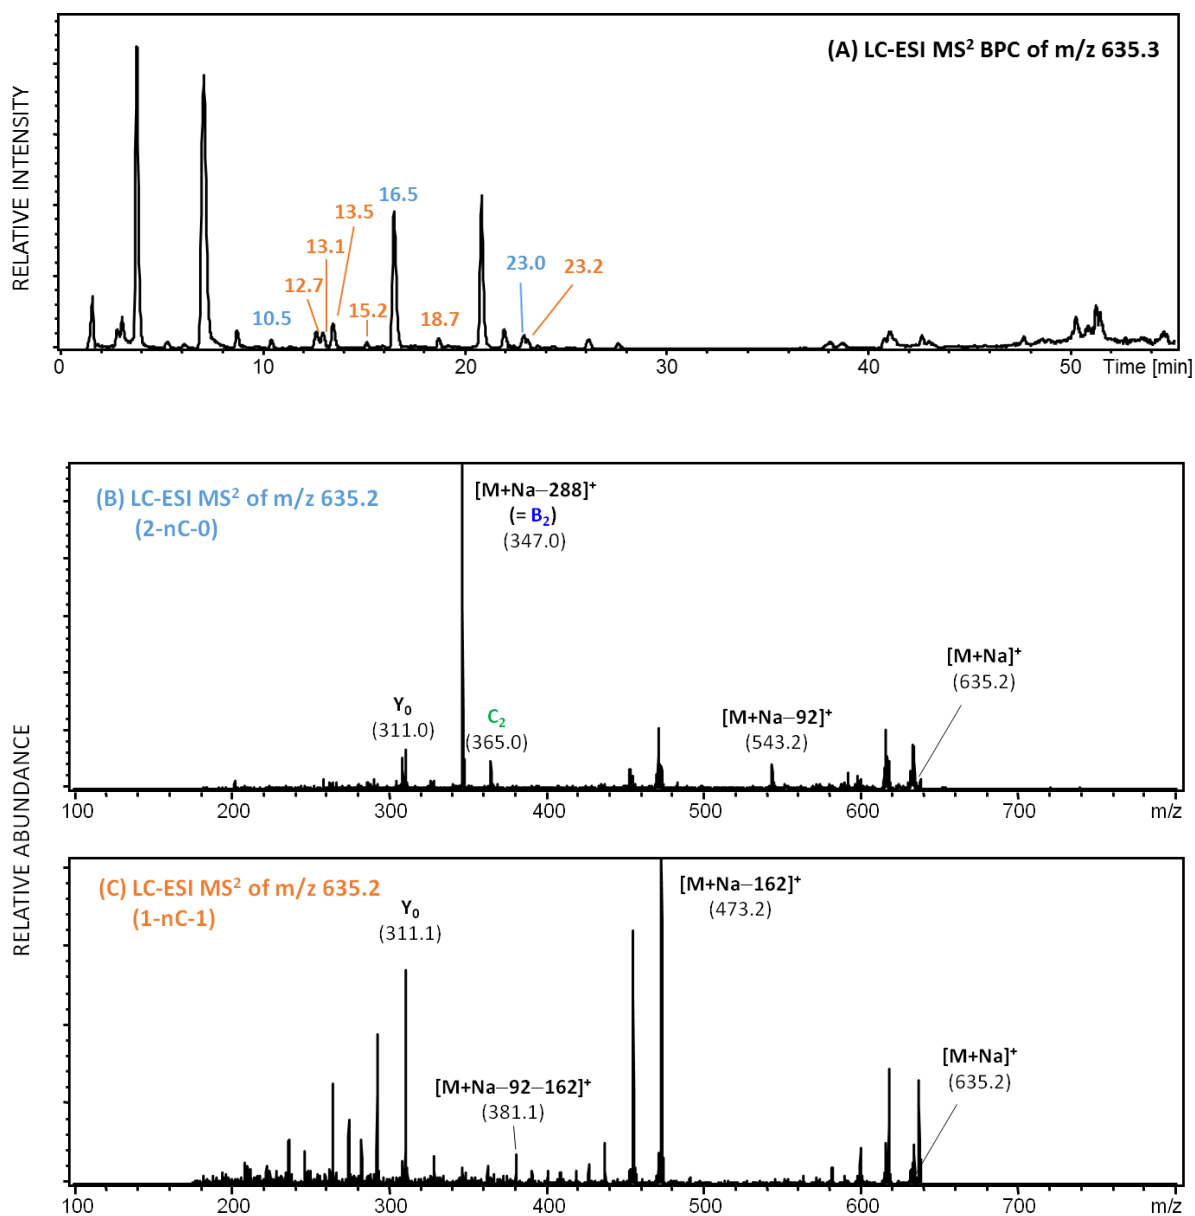 (A) LC-ESI MS² BPC of m/z 635.3
RELATIVE INTENSITY
16.5
13.5
13.1
12.7
23.0
23.2
10.5
15.2
18.7
0 10 20 30 40 50 Time [min]
(B) LC-ESI MS² of m/z 635.2
(2-nC-0)
[M+Na–288]⁺
(= B₂)
(347.0)
Y₀
(311.0)
C₂
(365.0)
[M+Na–92]⁺
(543.2)
[M+Na]⁺
(635.2)
100 200 300 400 500 600 700 m/z
RELATIVE ABUNDANCE
(C) LC-ESI MS² of m/z 635.2
(1-nC-1)
Y₀
(311.1)
[M+Na–162]⁺
(473.2)
[M+Na–92–162]⁺
(381.1)
[M+Na]⁺
(635.2)
100 200 300 400 500 600 700 m/z